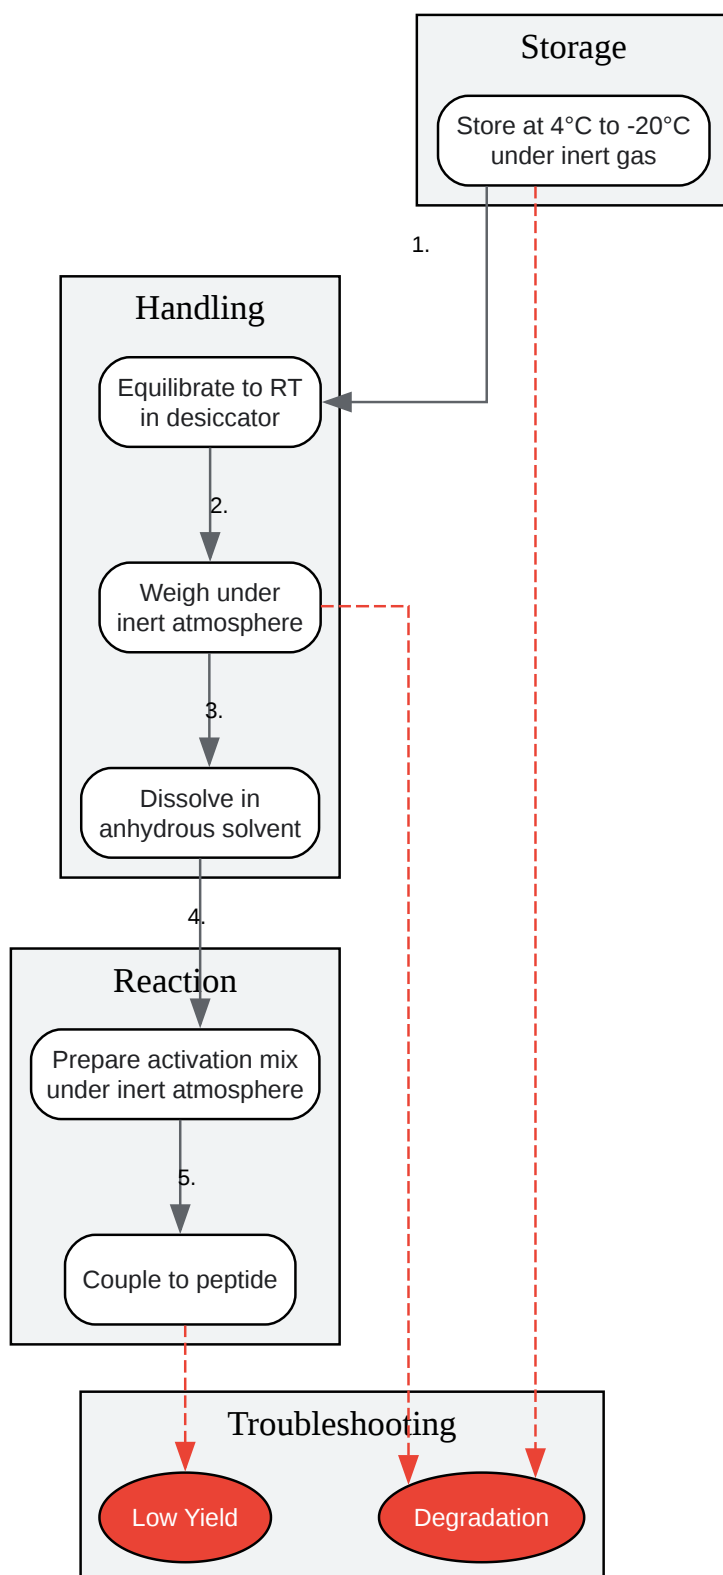 Storage
Store at 4°C to -20°C
under inert gas
1.
Handling
Equilibrate to RT
in desiccator
2.
Weigh under
inert atmosphere
3.
Dissolve in
anhydrous solvent
4.
Reaction
Prepare activation mix
under inert atmosphere
5.
Couple to peptide
Troubleshooting
Low Yield
Degradation